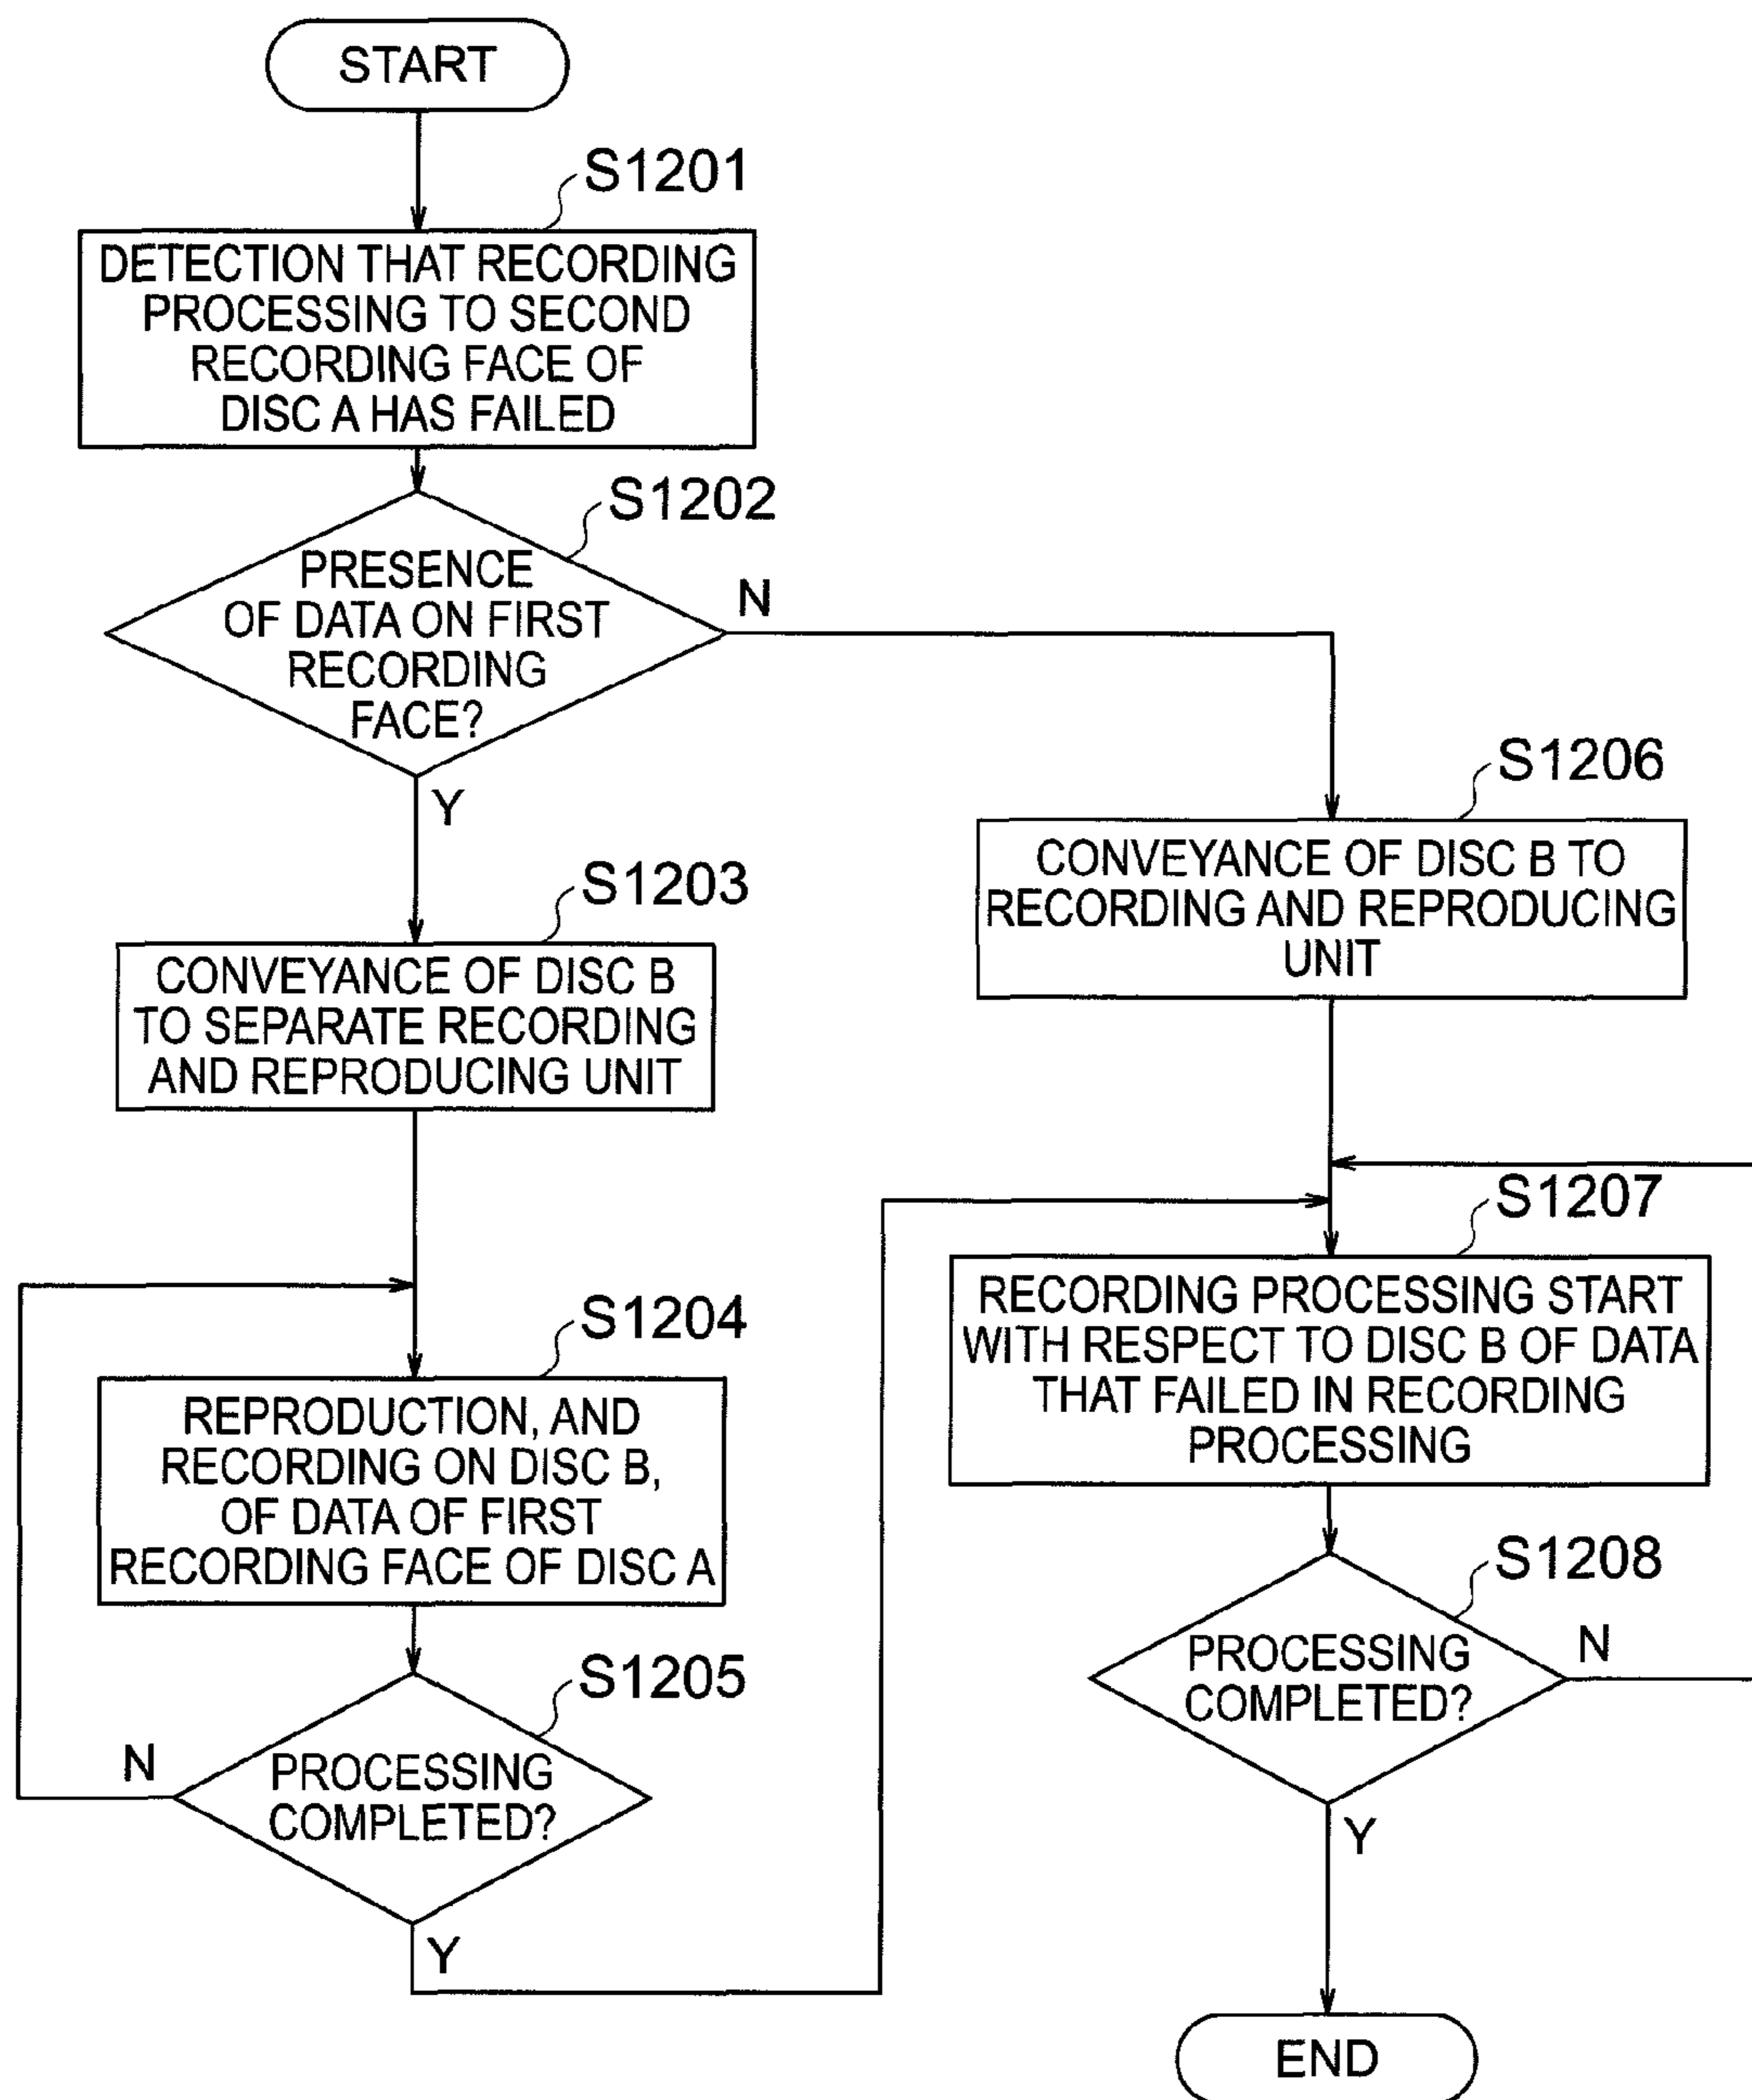 START
S1201
DETECTION THAT RECORDING
PROCESSING TO SECOND
RECORDING FACE OF
DISC A HAS FAILED
S1202
PRESENCE
OF DATA ON FIRST
RECORDING
FACE?
N
Y
S1203
CONVEYANCE OF DISC B
TO SEPARATE RECORDING
AND REPRODUCING UNIT
S1204
REPRODUCTION, AND
RECORDING ON DISC B,
OF DATA OF FIRST
RECORDING FACE OF DISC A
S1205
PROCESSING
COMPLETED?
N
Y
S1206
CONVEYANCE OF DISC B TO
RECORDING AND REPRODUCING
UNIT
S1207
RECORDING PROCESSING START
WITH RESPECT TO DISC B OF DATA
THAT FAILED IN RECORDING
PROCESSING
S1208
PROCESSING
COMPLETED?
N
Y
END